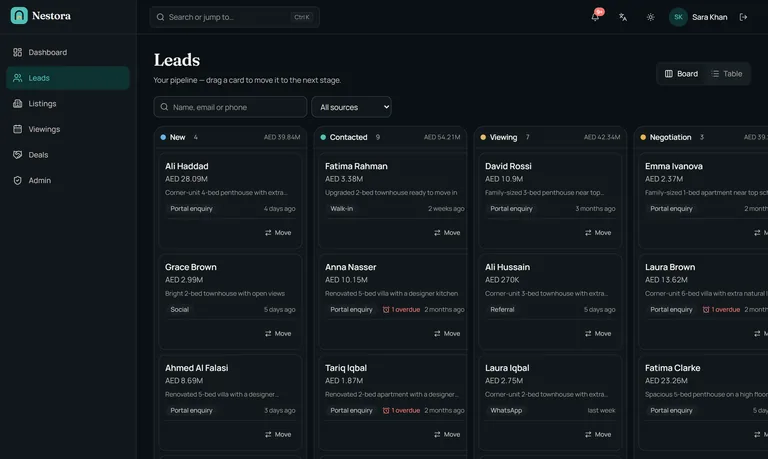 Nestora
Search or jump to...
Ctrl K
9+
SK
Sara Khan
Dashboard
Leads
Listings
Viewings
Deals
Admin
Leads
Your pipeline — drag a card to move it to the next stage.
Board
Table
Name, email or phone
All sources
New 4 AED 39.84M
Ali Haddad
AED 28.09M
Corner-unit 4-bed penthouse with extra...
Portal enquiry 4 days ago
Move
Grace Brown
AED 2.99M
Bright 2-bed townhouse with open views
Social 5 days ago
Move
Ahmed Al Falasi
AED 8.69M
Renovated 5-bed villa with a designer...
Portal enquiry 3 days ago
Move
Contacted 9 AED 54.21M
Fatima Rahman
AED 3.38M
Upgraded 2-bed townhouse ready to move in
Walk-in 2 weeks ago
Move
Anna Nasser
AED 10.15M
Renovated 5-bed villa with a designer kitchen
Portal enquiry 1 overdue 2 months ago
Move
Tariq Iqbal
AED 1.87M
Renovated 2-bed apartment with a designer...
Portal enquiry 1 overdue 2 months ago
Move
Viewing 7 AED 42.34M
David Rossi
AED 10.9M
Family-sized 3-bed penthouse near top...
Portal enquiry 3 months ago
Move
Ali Hussain
AED 270K
Corner-unit 3-bed townhouse with extra...
Referral 5 days ago
Move
Laura Iqbal
AED 2.75M
Corner-unit 2-bed townhouse with extra...
WhatsApp last week
Move
Negotiation 3 AED 39.
Emma Ivanova
AED 2.37M
Family-sized 1-bed apartment near top sc
Portal enquiry 2 month
M
Laura Brown
AED 13.62M
Corner-unit 6-bed villa with extra natural
Portal enquiry 1 overdue 2 month
M
Fatima Clarke
AED 23.26M
Spacious 5-bed penthouse on a high floor
Portal enquiry 5 day
M